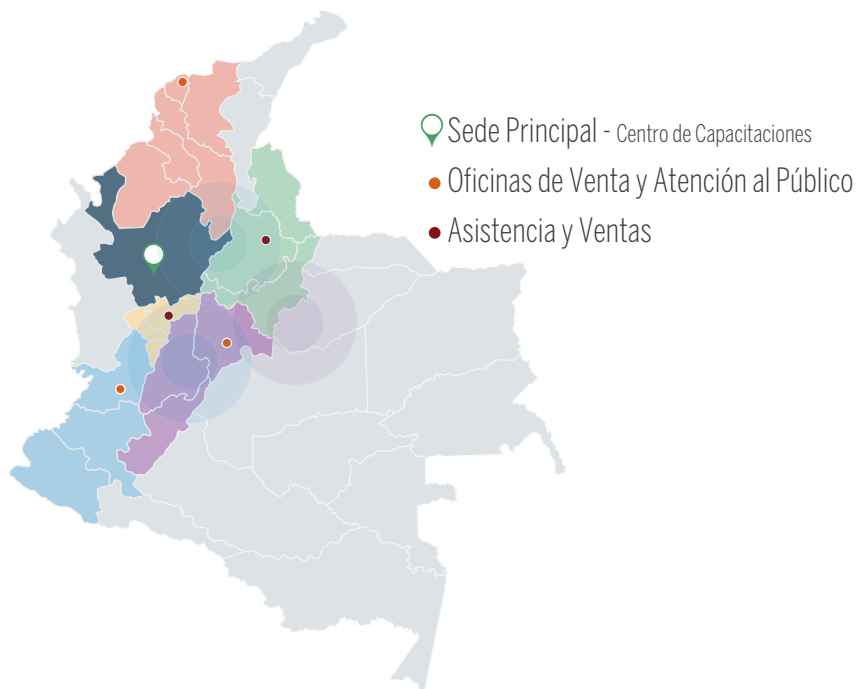 Sede Principal - Centro de Capacitaciones
Oficinas de Venta y Atención al Público
Asistencia y Ventas